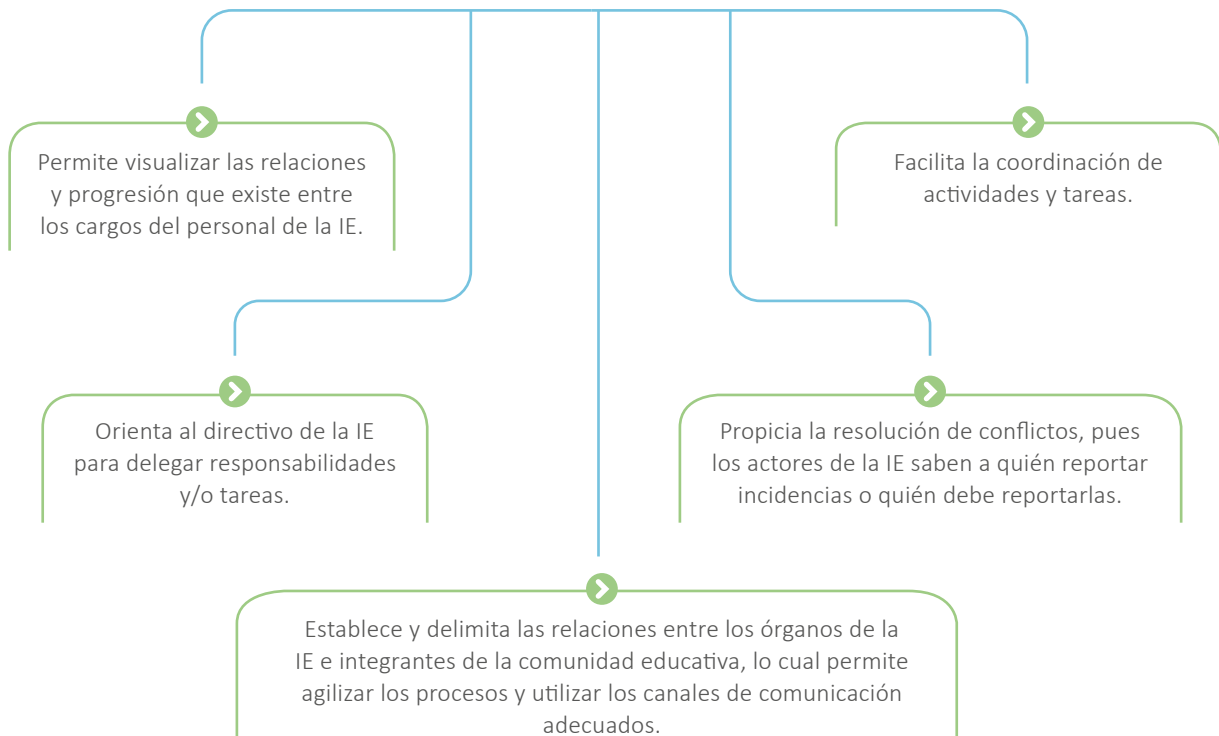 Permite visualizar las relaciones
y progresión que existe entre
los cargos del personal de la IE.
Facilita la coordinación de
actividades y tareas.
Orienta al directivo de la IE
para delegar responsabilidades
y/o tareas.
Propicia la resolución de conflictos, pues
los actores de la IE saben a quién reportar
incidencias o quién debe reportarlas.
Establece y delimita las relaciones entre los órganos de la
IE e integrantes de la comunidad educativa, lo cual permite
agilizar los procesos y utilizar los canales de comunicación
adecuados.